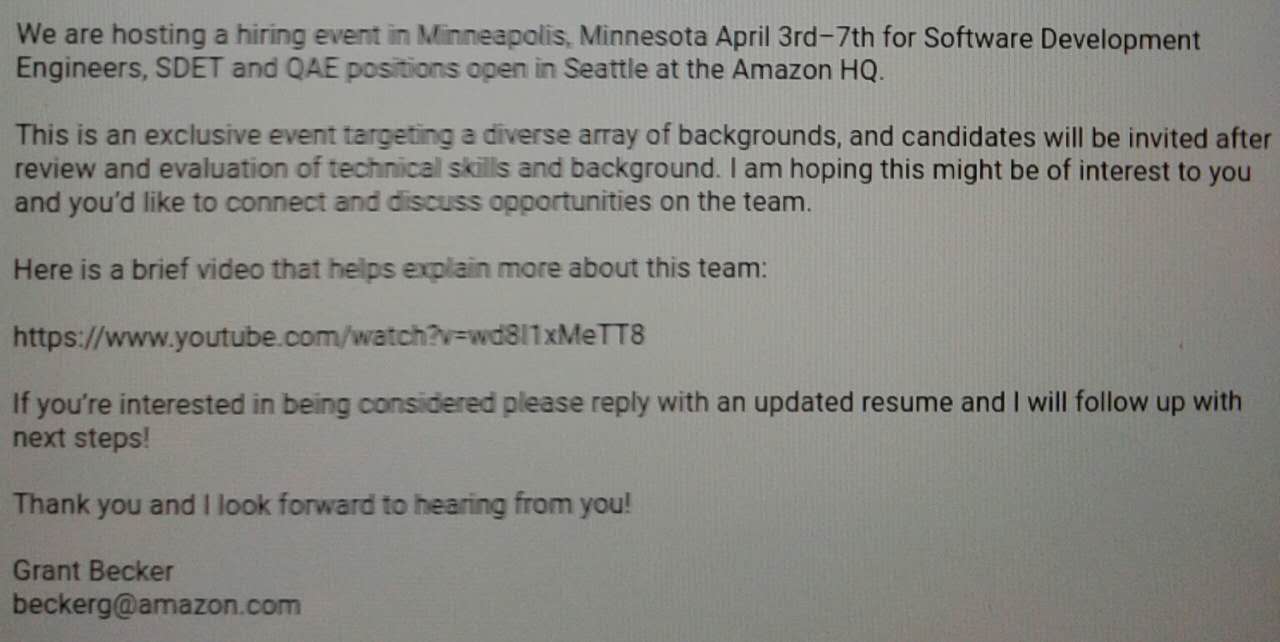 We are hosting a hiring event in Minneapolis, Minnesota April 3rd–7th for Software Development
Engineers, SDET and QAE positions open in Seattle at the Amazon HQ.
This is an exclusive event targeting a diverse array of backgrounds, and candidates will be invited after
review and evaluation of technical skills and background. I am hoping this might be of interest to you
and you’d like to connect and discuss opportunities on the team.
Here is a brief video that helps explain more about this team:
https://www.youtube.com/watch?v=wd8l1xMeTT8
If you’re interested in being considered please reply with an updated resume and I will follow up with
next steps!
Thank you and I look forward to hearing from you!
Grant Becker
beckerg@amazon.com